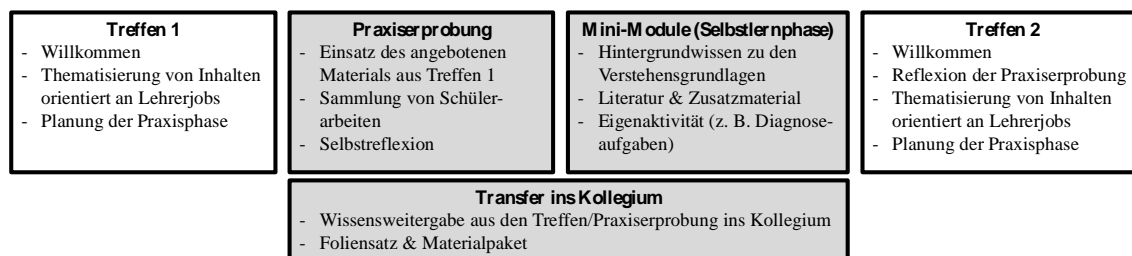 Treffen 1
- Willkommen
- Thematisierung von Inhalten
orientiert an Lehrerjobs
- Planung der Praxisphase
Praxiserprobung
- Einsatz des angebotenen
Materials aus Treffen 1
- Sammlung von Schüler-
arbeiten
- Selbstreflexion
Mini-Module (Selbstlernphase)
- Hintergrundwissen zu den
Verstehensgrundlagen
- Literatur & Zusatzmaterial
- Eigenaktivität (z. B. Diagnose-
aufgaben)
Treffen 2
- Willkommen
- Reflexion der Praxiserprobung
- Thematisierung von Inhalten
orientiert an Lehrerjobs
- Planung der Praxisphase
Transfer ins Kollegium
- Wissensweitergabe aus den Treffen/Praxiserprobung ins Kollegium
- Foliensatz & Materialpaket